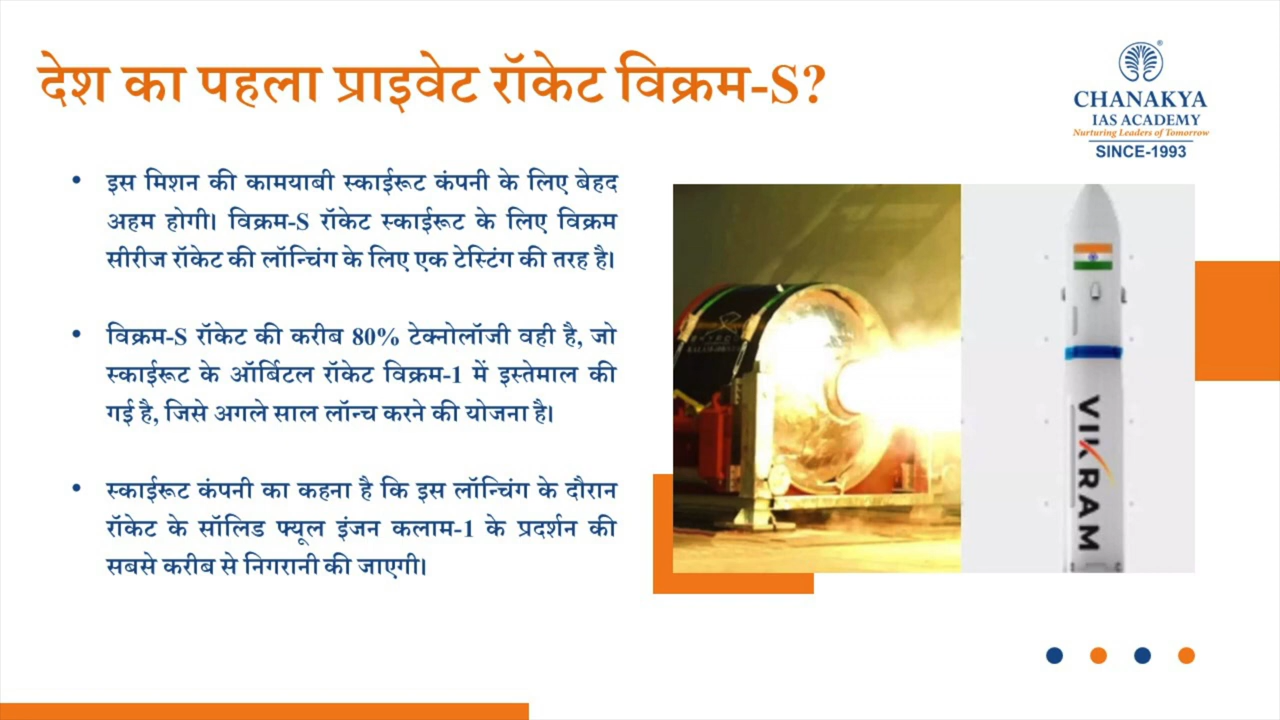 देश का पहला प्राइवेट रॉकेट विक्रम-S?
CHANAKYA
IAS ACADEMY
Nurturing Leaders of Tomorrow
SINCE-1993
• इस मिशन की कामयाबी स्काईरूट कंपनी के लिए बेहद
अहम होगी। विक्रम-S रॉकेट स्काईरूट के लिए विक्रम
सीरीज रॉकेट की लॉन्चिंग के लिए एक टेस्टिंग की तरह है।
• विक्रम-S रॉकेट की करीब 80% टेक्नोलॉजी वही है, जो
स्काईरूट के ऑर्बिटल रॉकेट विक्रम-1 में इस्तेमाल की
गई है, जिसे अगले साल लॉन्च करने की योजना है।
• स्काईरूट कंपनी का कहना है कि इस लॉन्चिंग के दौरान
रॉकेट के सॉलिड फ्यूल इंजन कलाम-1 के प्रदर्शन की
सबसे करीब से निगरानी की जाएगी।
VIKRAM